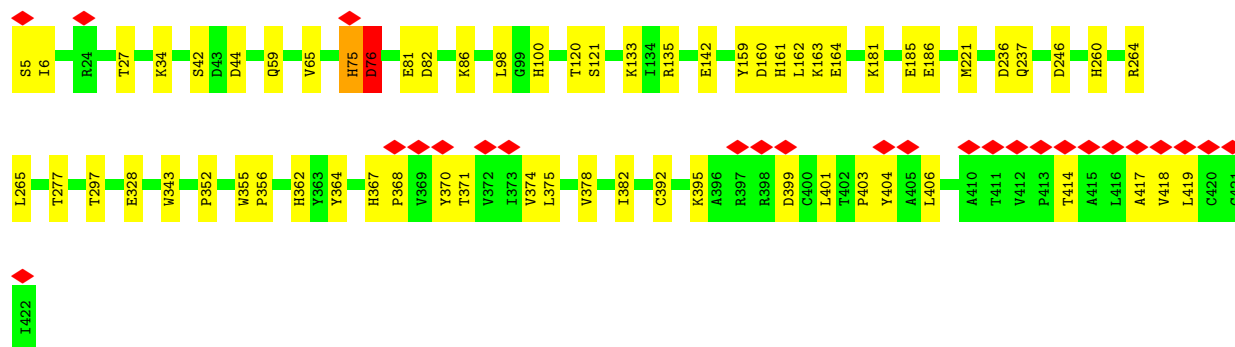 S5 I6 R24 T27 K34 S42 D43 D44 Q59 V65 H75 D76 E81 D82 K86 L98 G99 H100 T120 S121 K133 I134 R135 E142 Y159 D160 H161 L162 K163 E164 K181 E185 E186 M221 D236 Q237 D246 H260 R264
L265 T277 T297 E328 W343 P352 W355 P356 H362 Y363 Y364 H367 P368 V369 Y370 T371 V372 I373 V374 L375 V378 I382 C392 K395 A396 R397 R398 D399 C400 L401 T402 P403 Y404 A405 L406 A410 T411 V412 P413 T414 A415 L416 A417 V418 L419 C420
I422